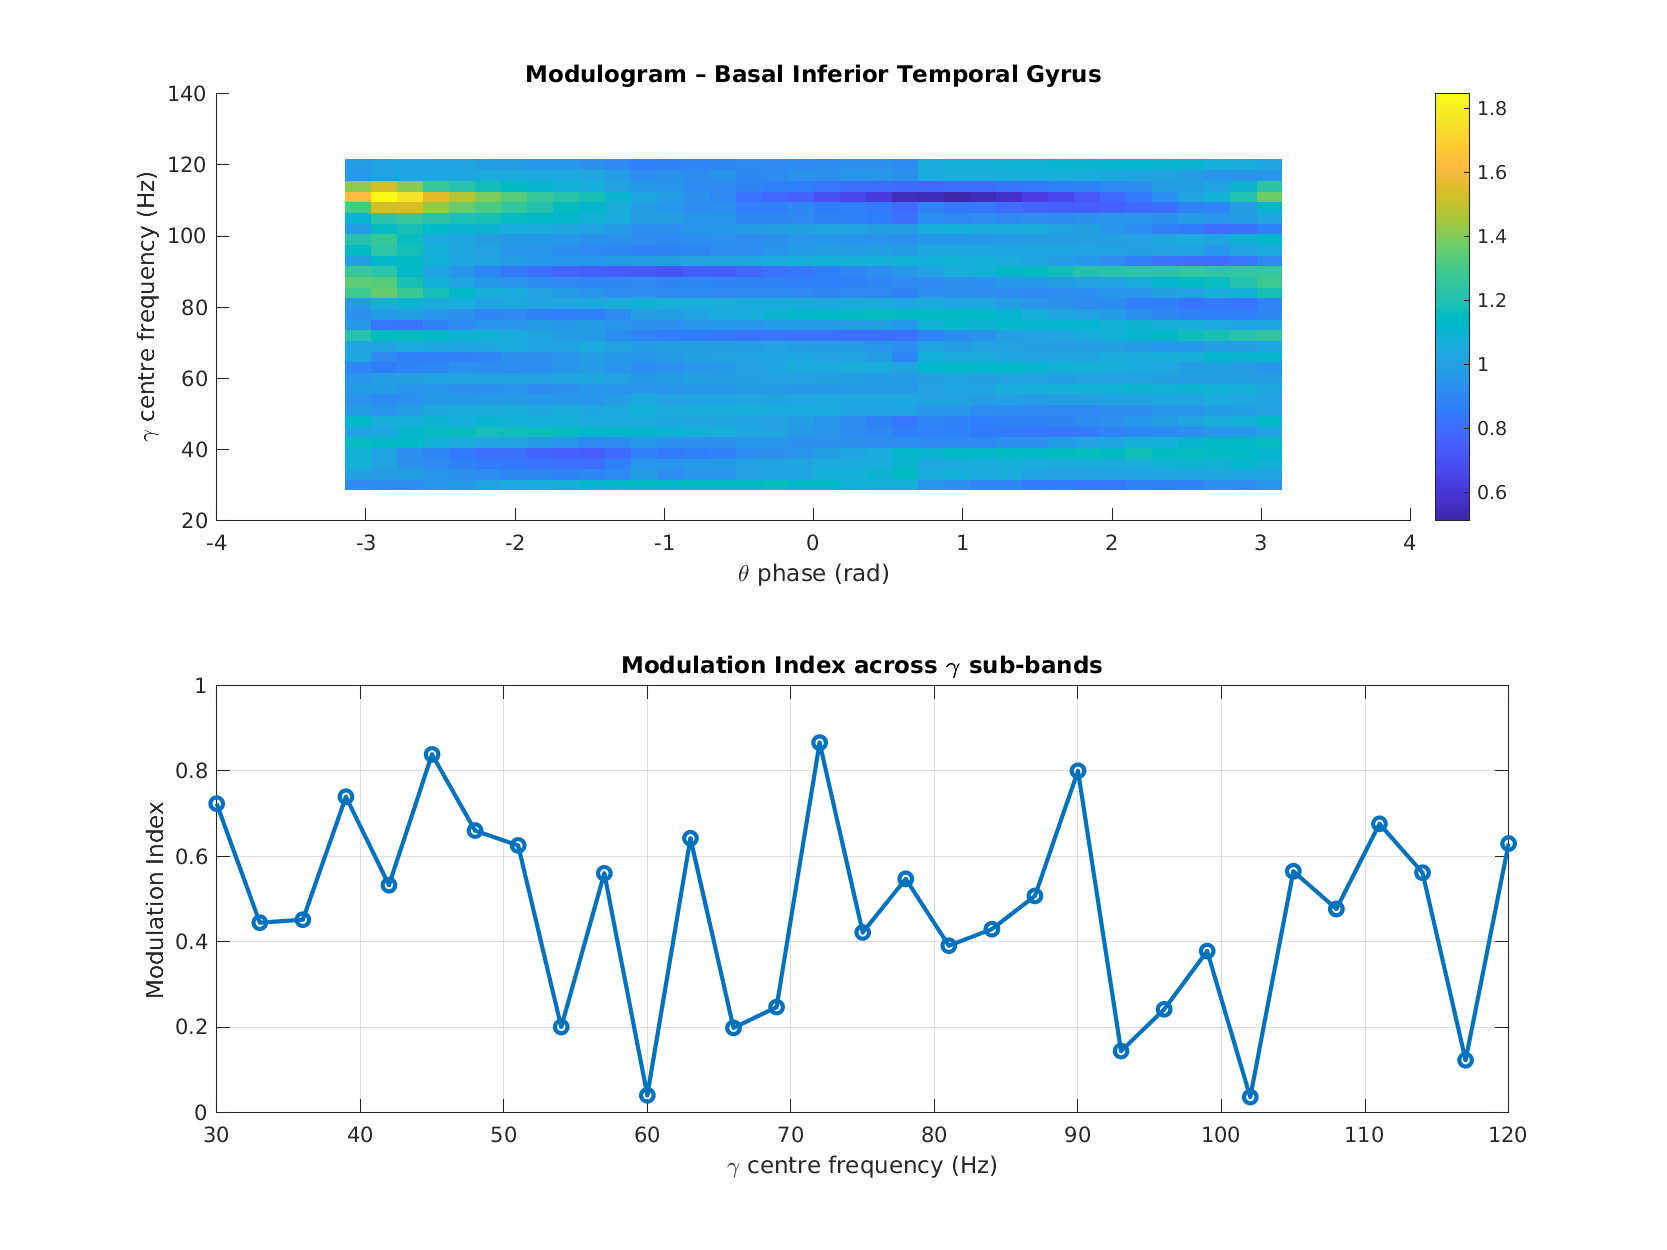 Modulogram – Basal Inferior Temporal Gyrus
140
120
100
80
60
40
20
γ centre frequency (Hz)
-4 -3 -2 -1 0 1 2 3 4
θ phase (rad)
1.8
1.6
1.4
1.2
1
0.8
0.6
Modulation Index across γ sub-bands
1
0.8
0.6
0.4
0.2
0
Modulation Index
30 40 50 60 70 80 90 100 110 120
γ centre frequency (Hz)